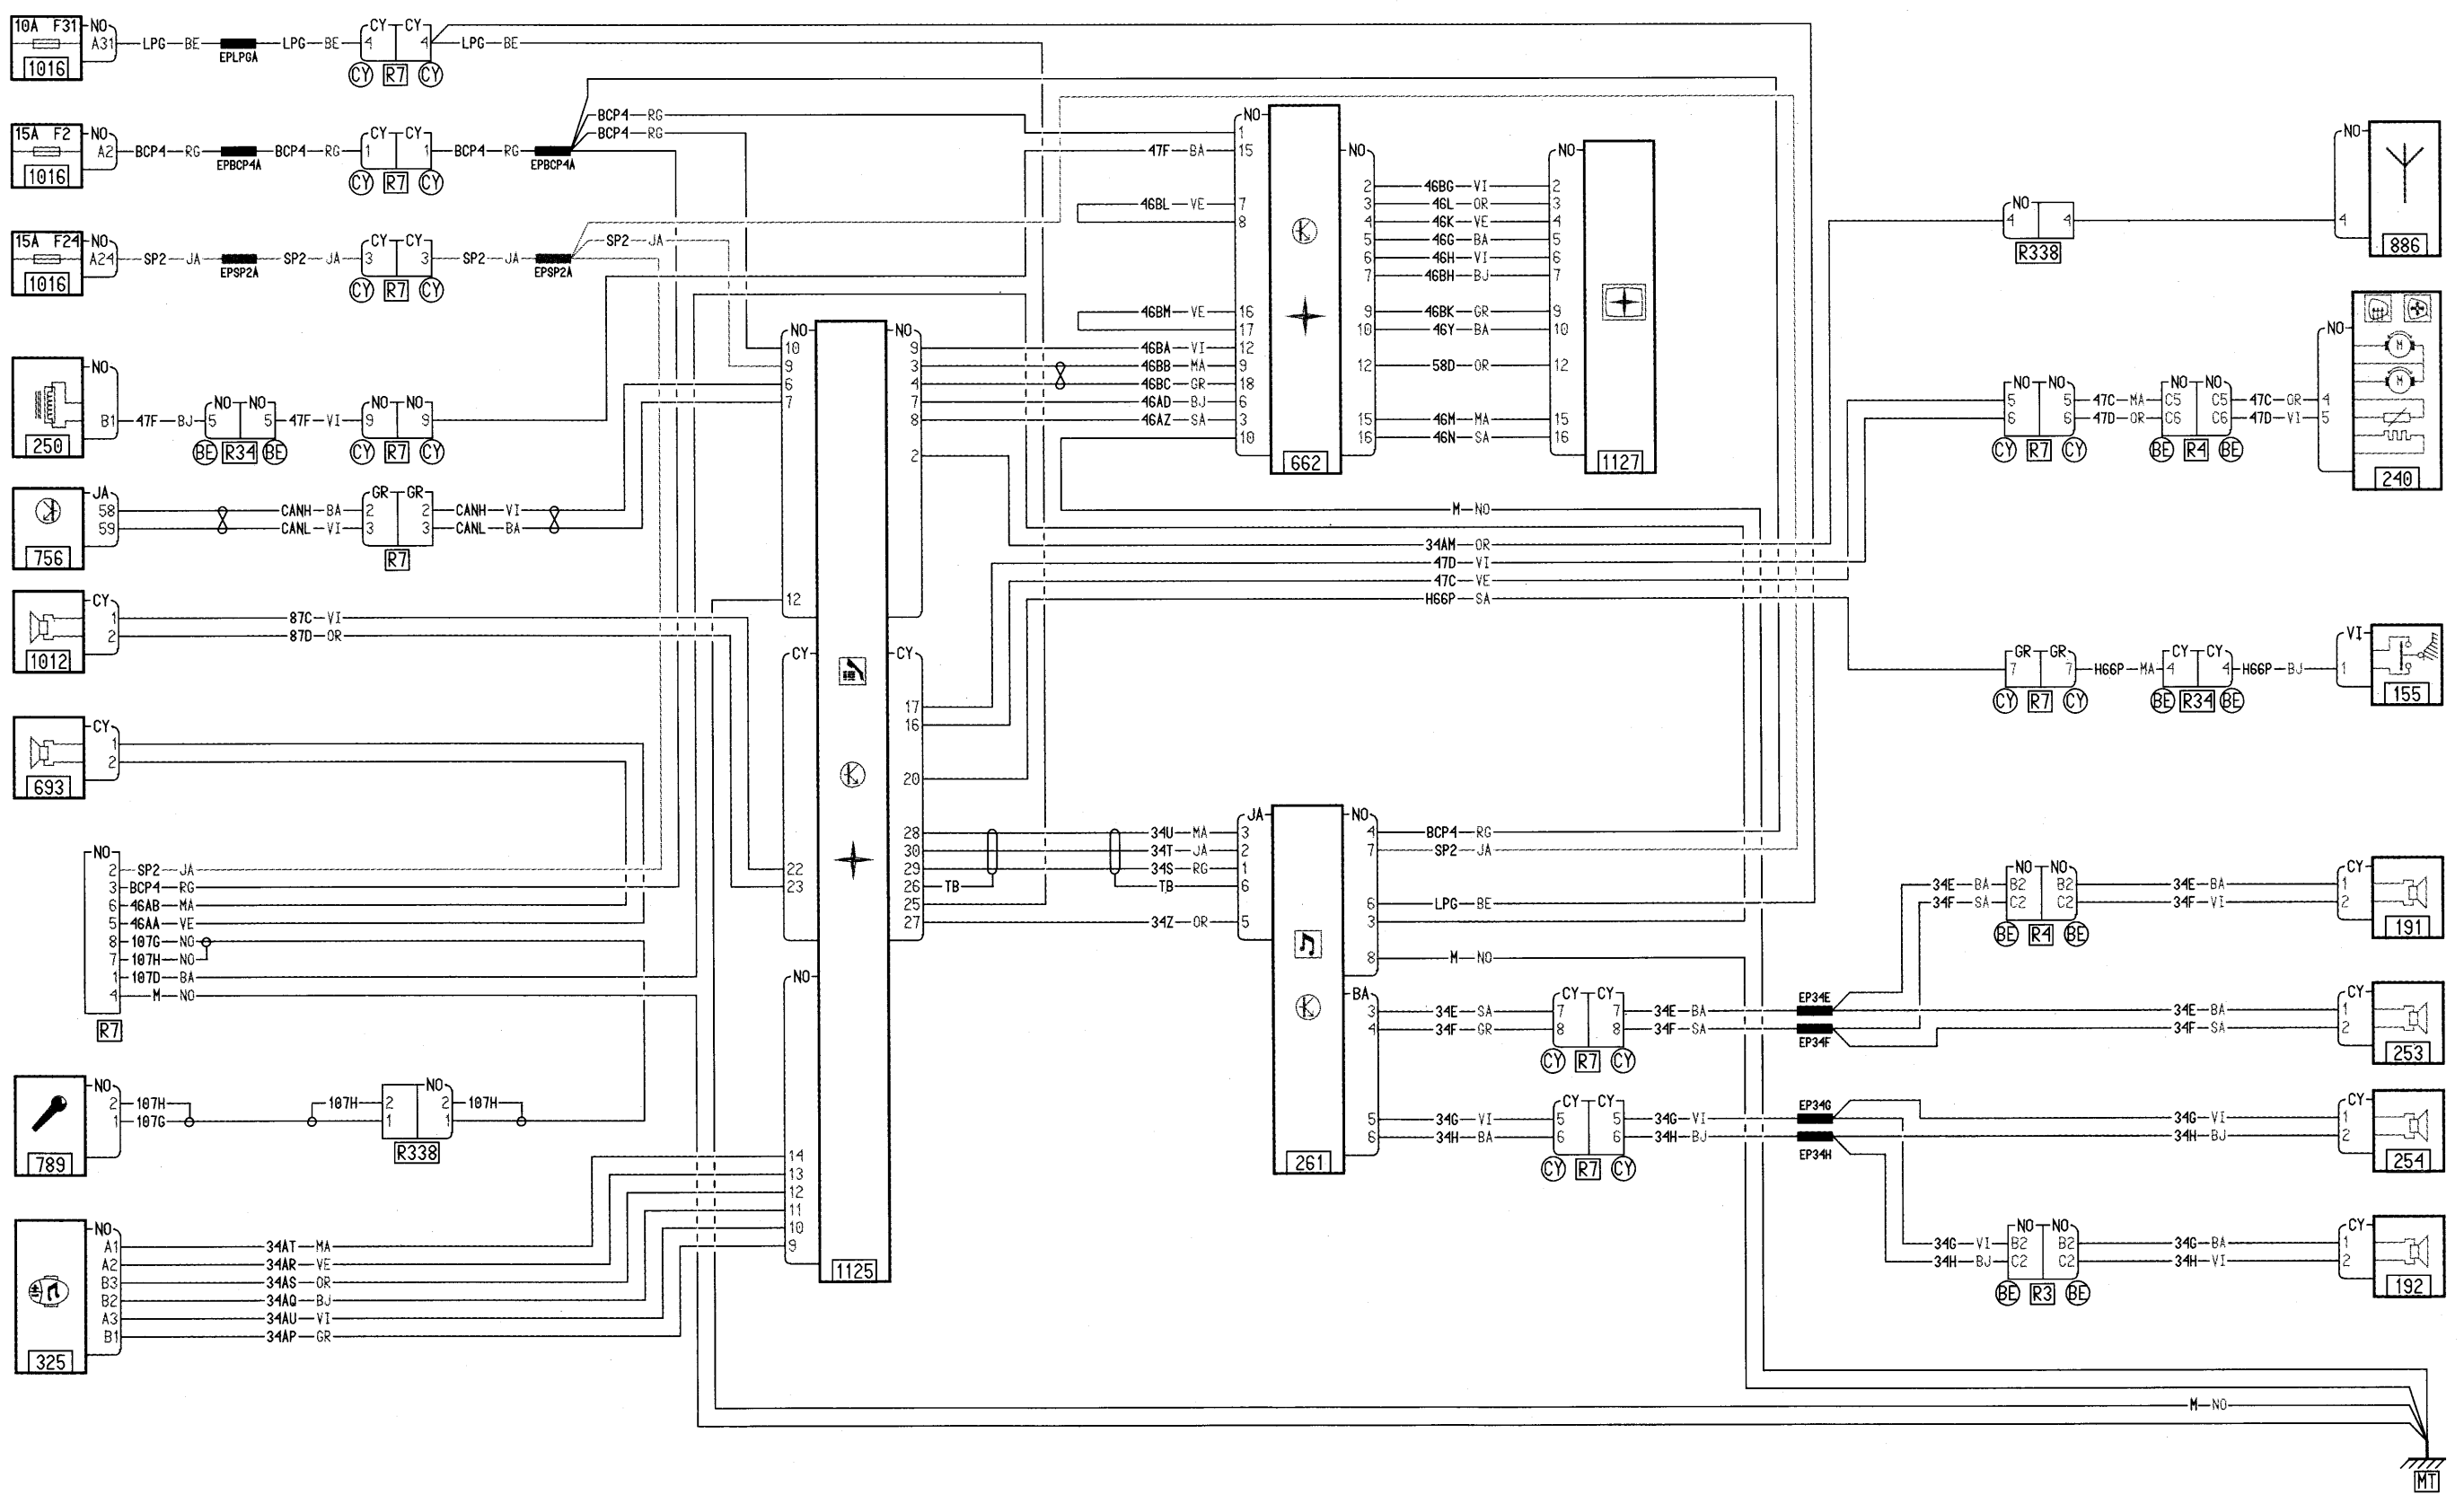 10A F31 NO
A31 LPG BE EPLPGA LPG BE 4 CY CY 4 LPG BE
1016
CY R7 CY
15A F2 NO
A2 BCP4 RG EPBCP4A BCP4 RG 1 CY CY 1 BCP4 RG EPBCP4A
1016
CY R7 CY
BCP4 RG
BCP4 RG
15A F24 NO
A24 SP2 JA EPSP2A SP2 JA 3 CY CY 3 SP2 JA EPSP2A
1016
CY R7 CY
SP2 JA
NO
B1 47F BJ 5 NO NO 5 47F VI 9 NO NO 9
250
BE R34 BE CY R7 CY
JA GR GR
58 CANH BA 2 2 CANH VI
59 CANL VI 3 3 CANL BA
756
R7
CY
1 87C VI
2 87D OR
1012
CY
1
2
693
NO
2 SP2 JA
3 BCP4 RG
6 46AB MA
5 46AA VE
8 107G NO
7 107H NO
1 107D BA
4 M NO
R7
NO NO
2 107H 107H 2 2 107H
1 107G 1 1
789
R338
NO
A1 34AT MA
A2 34AR VE
B3 34AS OR
B2 34AQ BJ
A3 34AU VI
B1 34AP GR
325
NO NO
10 9
9 3
6 4
7 7
8
2
12
CY CY
17
16
20
28
30
22 29
23 26 TB
25
27
NO
14
13
12
11
10
9
1125
NO
1
47F BA 15
46BL VE 7
8
46BM VE 16
17
46BA VI 12
46BB MA 9
46BC GR 18
46AD BJ 6
46AZ SA 3
10
662
NO NO
2 46BG VI 2
3 46L OR 3
4 46K VE 4
5 46G BA 5
6 46H VI 6
7 46BH BJ 7
9 46BK GR 9
10 46Y BA 10
12 58D OR 12
15 46M MA 15
16 46N SA 16
1127
M NO
34AM OR
47D VI
47C VE
H66P SA
JA
34U MA 3
34T JA 2
34S RG 1
TB 6
34Z OR 5
261
NO
4 BCP4 RG
7 SP2 JA
6 LPG BE
3
8 M NO
BA CY CY
3 34E SA 7 7 34E BA EP34E
4 34F GR 8 8 34F SA EP34F
CY R7 CY
CY CY
5 34G VI 5 5 34G VI EP34G
6 34H BA 6 6 34H BJ EP34H
CY R7 CY
NO
4 4
R338
NO
4
886
NO NO NO NO NO
5 5 47C MA C5 C5 47C OR 4
6 6 47D OR C6 C6 47D VI 5
CY R7 CY BE R4 BE
M
M
240
GR GR CY CY VI
7 7 H66P MA 4 4 H66P BJ 1
CY R7 CY BE R34 BE
155
NO NO CY
34E BA B2 B2 34E BA 1
34F SA C2 C2 34F VI 2
BE R4 BE
191
CY
34E BA 1
34F SA 2
253
CY
34G VI 1
34H BJ 2
254
NO NO CY
34G VI B2 B2 34G BA 1
34H BJ C2 C2 34H VI 2
BE R3 BE
192
M NO
MT